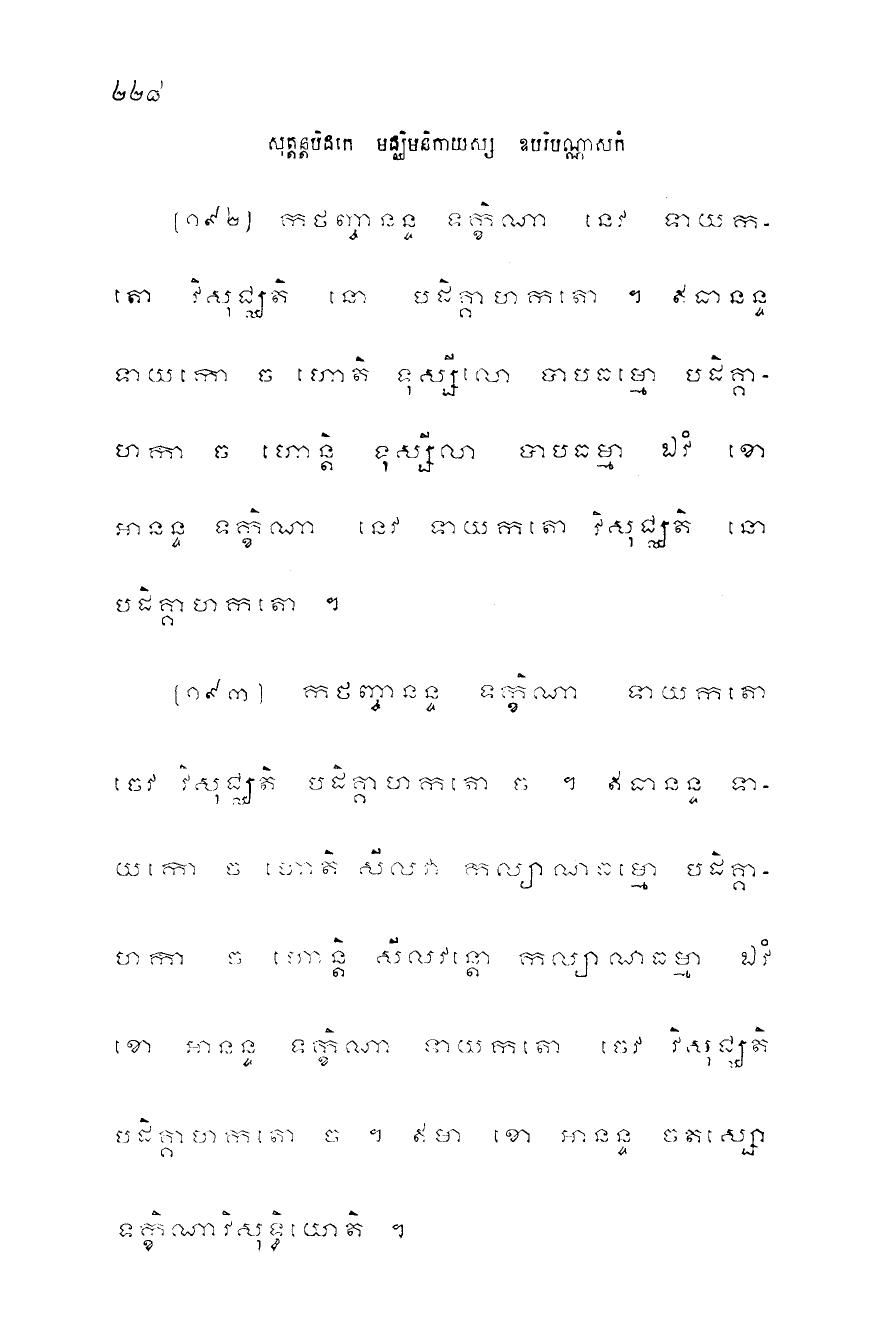 ២២៨
សុត្តន្តបិដកេ មជ្ឈិមនិកាយស្ស ឧបរិបណ្ណាសកំ
[១៩២] កថញ្ចានន្ទ ទក្ខិណា នេវ ទាយក-
តោ វិសុជ្ឈតិ នោ បដិគ្គាហកតោ ។ ឥធានន្ទ
ទាយកោ ច ហោតិ ទុស្សីលោ បាបធម្មោ បដិគ្គា-
ហកា ច ហោន្តិ ទុស្សីលា បាបធម្មា ឯវំ ខោ
អានន្ទ ទក្ខិណា នេវ ទាយកតោ វិសុជ្ឈតិ នោ
បដិគ្គាហកតោ ។
[១៩៣] កថញ្ចានន្ទ ទក្ខិណា ទាយកតោ
ចេវ វិសុជ្ឈតិ បដិគ្គាហកតោ ច ។ ឥធានន្ទ ទា-
យកោ ច ហោតិ សីលវា កល្យាណធម្មោ បដិគ្គា-
ហកា ច ហោន្តិ សីលវន្តោ កល្យាណធម្មា ឯវំ
ខោ អានន្ទ ទក្ខិណា ទាយកតោ ចេវ វិសុជ្ឈតិ
បដិគ្គាហកតោ ច ។ ឥមា ខោ អានន្ទ ចតស្សោ
ទក្ខិណាវិសុទ្ធិយោតិ ។